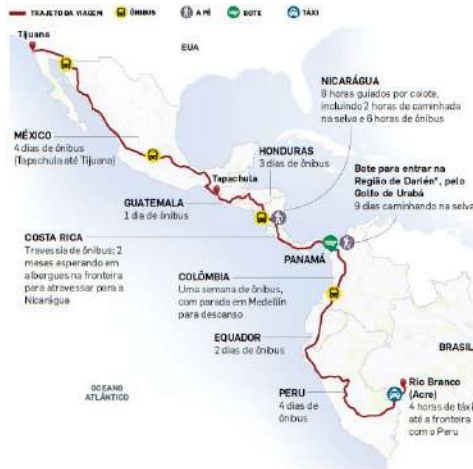 TRAJETO DA VIAGEM ÔNIBUS A PÉ BOTE TÁXI
Tijuana
EUA
NICARÁGUA
8 horas guiados por coiote,
incluindo 2 horas de caminhada
na selva e 6 horas de ônibus
MÉXICO
4 dias de ônibus
(Tapachula até Tijuana)
HONDURAS
3 dias de ônibus
Tapachula
Bote para entrar na
Região de Darién*, pelo
Golfo de Urabá
9 dias caminhando na selva
GUATEMALA
1 dia de ônibus
COSTA RICA
Travessia de ônibus; 2
meses esperando em
albergues na fronteira
para atravessar para a
Nicarágua
PANAMÁ
COLÔMBIA
Uma semana de ônibus,
com parada em Medellín
para descanso
EQUADOR
2 dias de ônibus
BRASIL
OCEANO
ATLÂNTICO
PERU
4 dias de
ônibus
Rio Branco
(Acre)
4 horas de táxi
até a fronteira
com o Peru